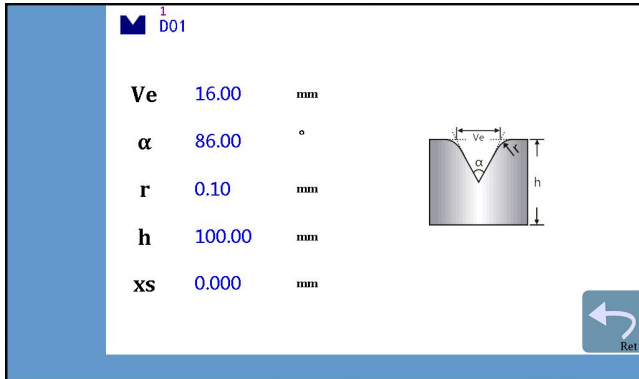 1
D01
Ve 16.00 mm
α 86.00 °
r 0.10 mm
h 100.00 mm
xs 0.000 mm
Ve
r
α
h
Ret